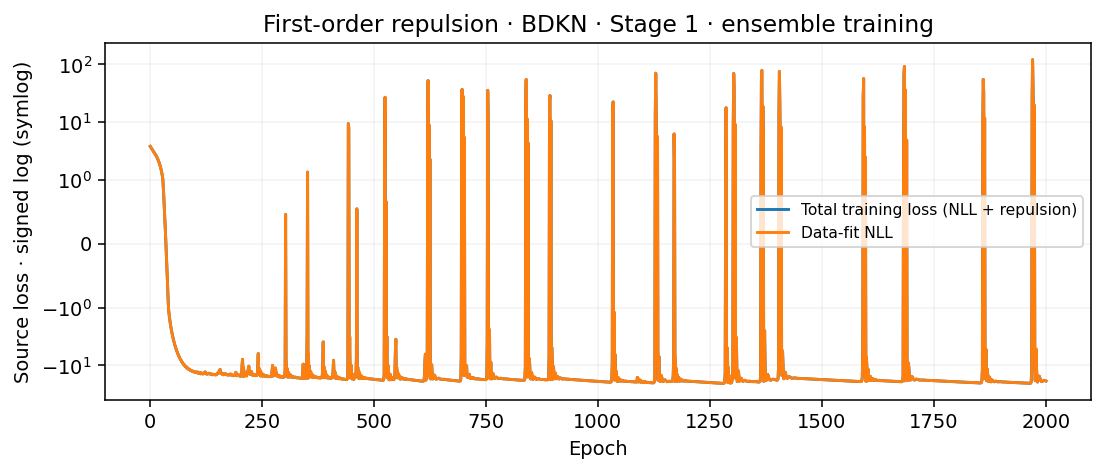 First-order repulsion · BDKN · Stage 1 · ensemble training
Source loss · signed log (symlog)
10²
10¹
10⁰
0
−10⁰
−10¹
Total training loss (NLL + repulsion)
Data-fit NLL
0 250 500 750 1000 1250 1500 1750 2000
Epoch